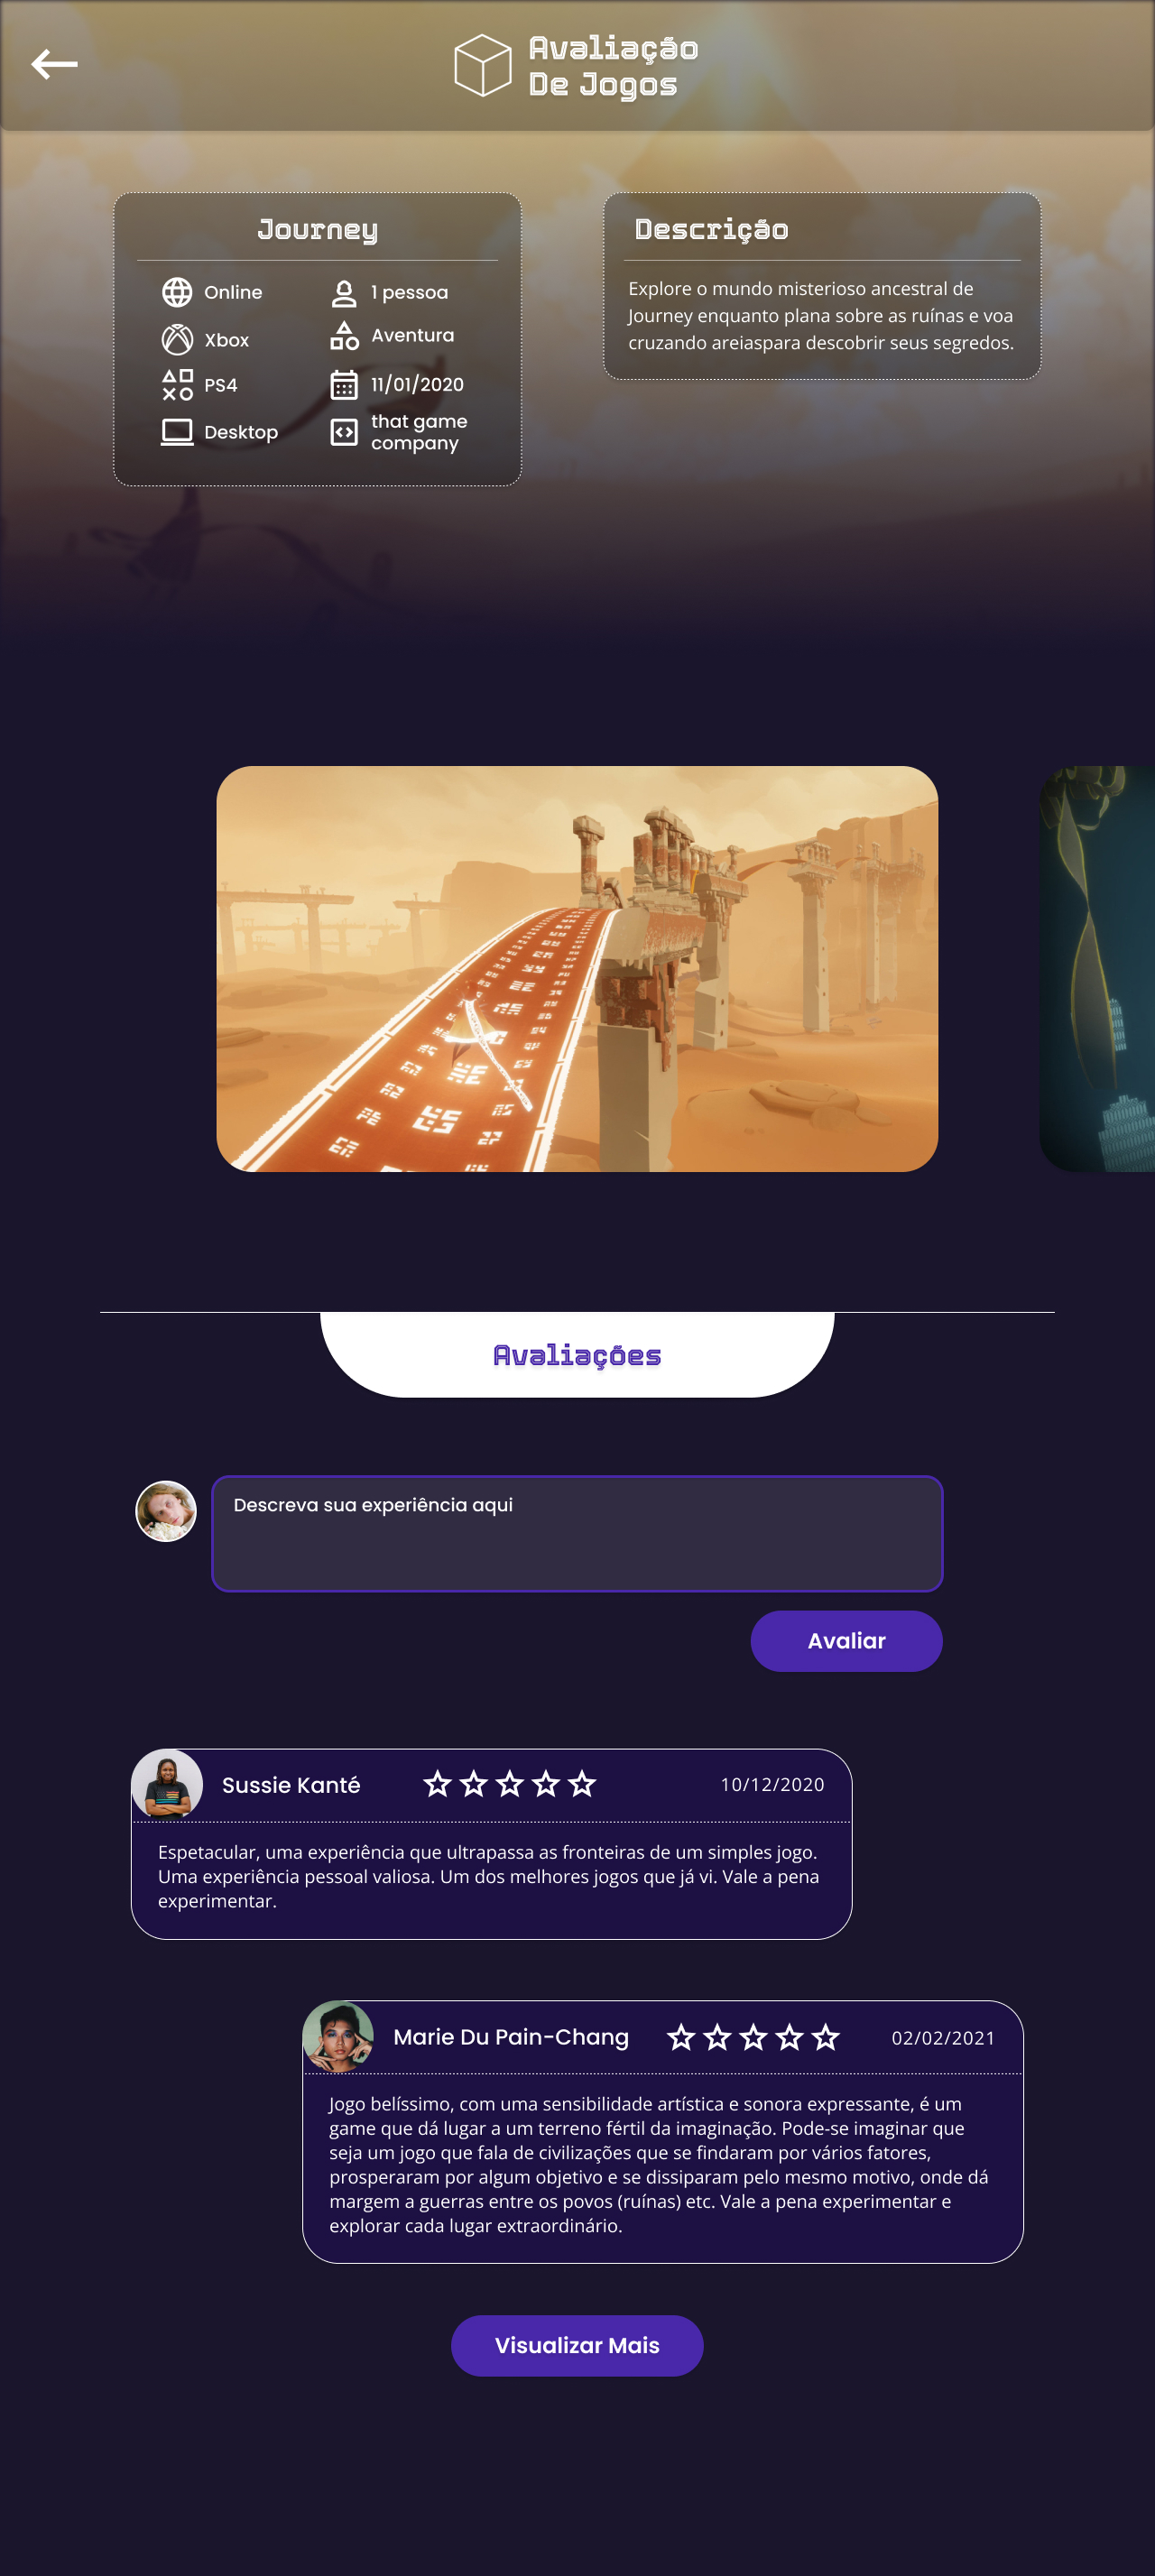 Avaliação
De Jogos
Journey
Online
1 pessoa
Xbox
Aventura
PS4
11/01/2020
Desktop
that game
company
Descrição
Explore o mundo misterioso ancestral de
Journey enquanto plana sobre as ruínas e voa
cruzando areiaspara descobrir seus segredos.
Avaliações
Descreva sua experiência aqui
Avaliar
Sussie Kanté
10/12/2020
Espetacular, uma experiência que ultrapassa as fronteiras de um simples jogo.
Uma experiência pessoal valiosa. Um dos melhores jogos que já vi. Vale a pena
experimentar.
Marie Du Pain-Chang
02/02/2021
Jogo belíssimo, com uma sensibilidade artística e sonora expressante, é um
game que dá lugar a um terreno fértil da imaginação. Pode-se imaginar que
seja um jogo que fala de civilizações que se findaram por vários fatores,
prosperaram por algum objetivo e se dissiparam pelo mesmo motivo, onde dá
margem a guerras entre os povos (ruínas) etc. Vale a pena experimentar e
explorar cada lugar extraordinário.
Visualizar Mais